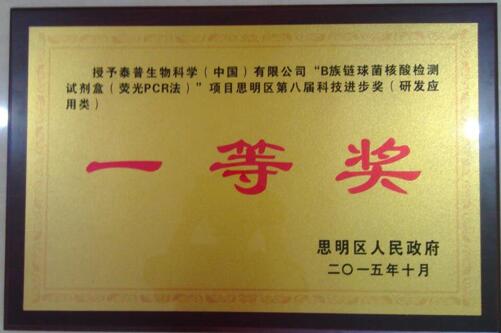 授予泰普生物科学（中国）有限公司“B族链球菌核酸检测
试剂盒（荧光PCR法）”项目思明区第八届科技进步奖（研发应
用类）
一等奖
思明区人民政府
二〇一五年十月